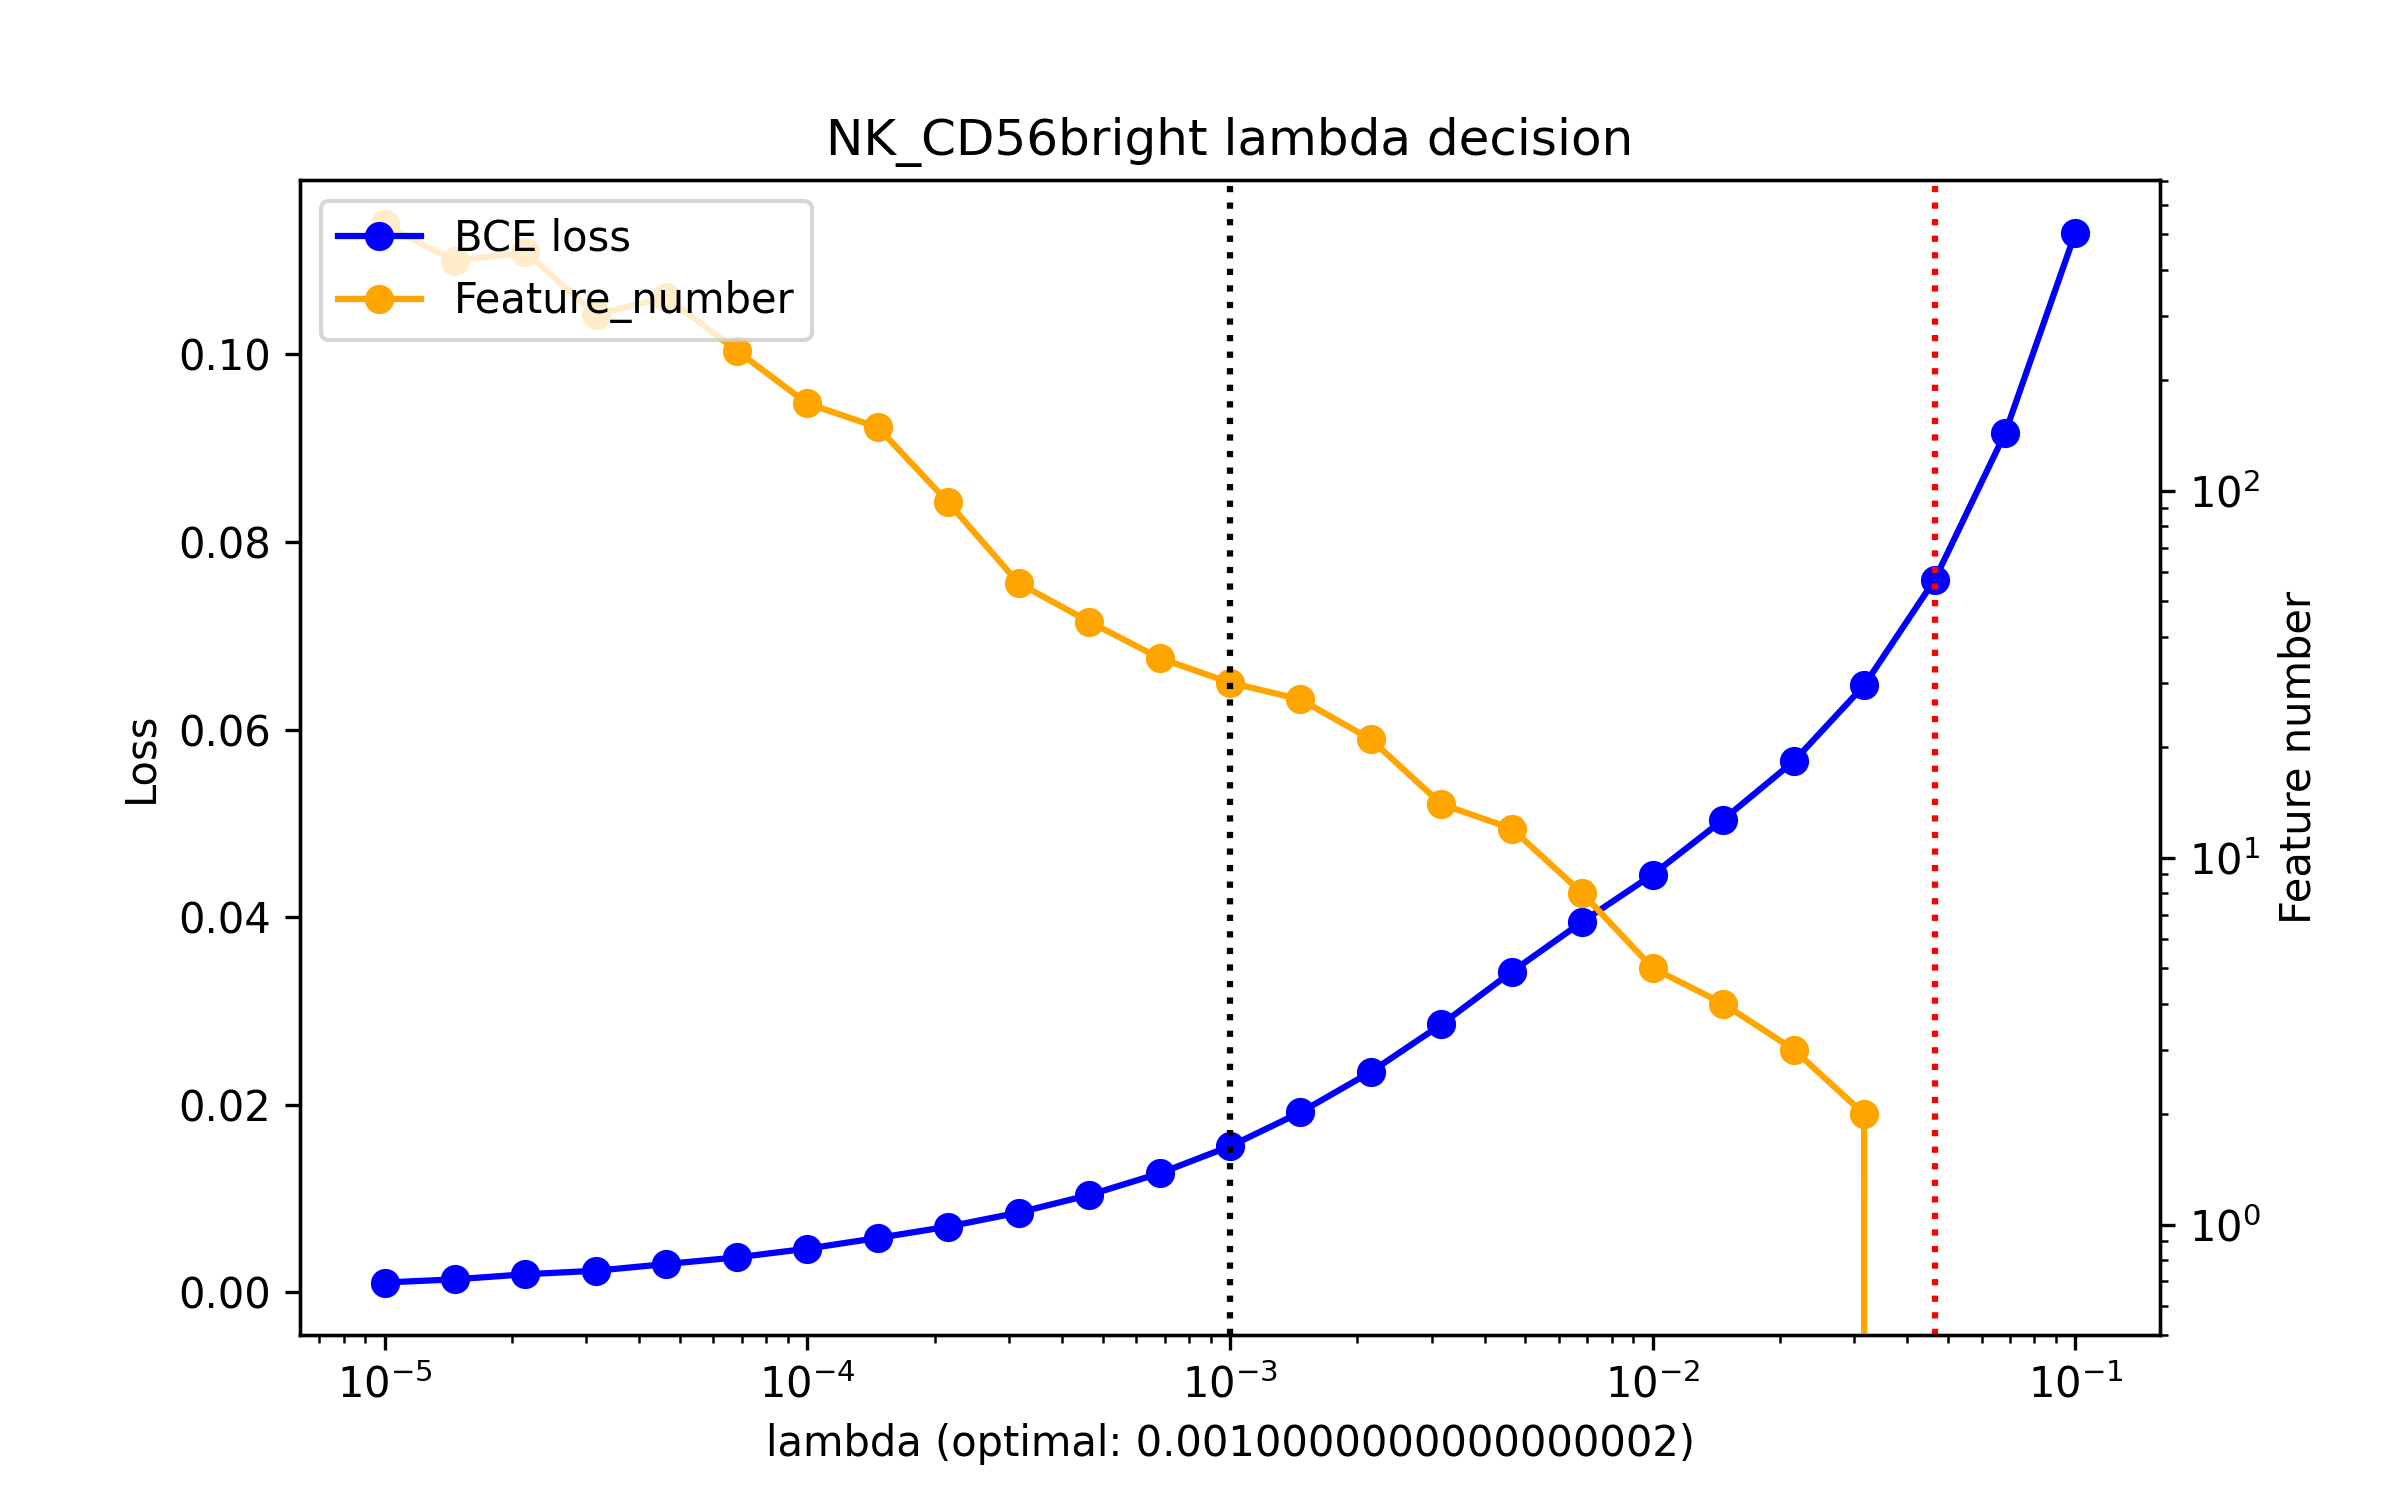 NK_CD56bright lambda decision
BCE loss
Feature_number
0.10
0.08
0.06
0.04
0.02
0.00
Loss
10²
10¹
10⁰
Feature number
10⁻⁵ 10⁻⁴ 10⁻³ 10⁻² 10⁻¹
lambda (optimal: 0.0010000000000000002)